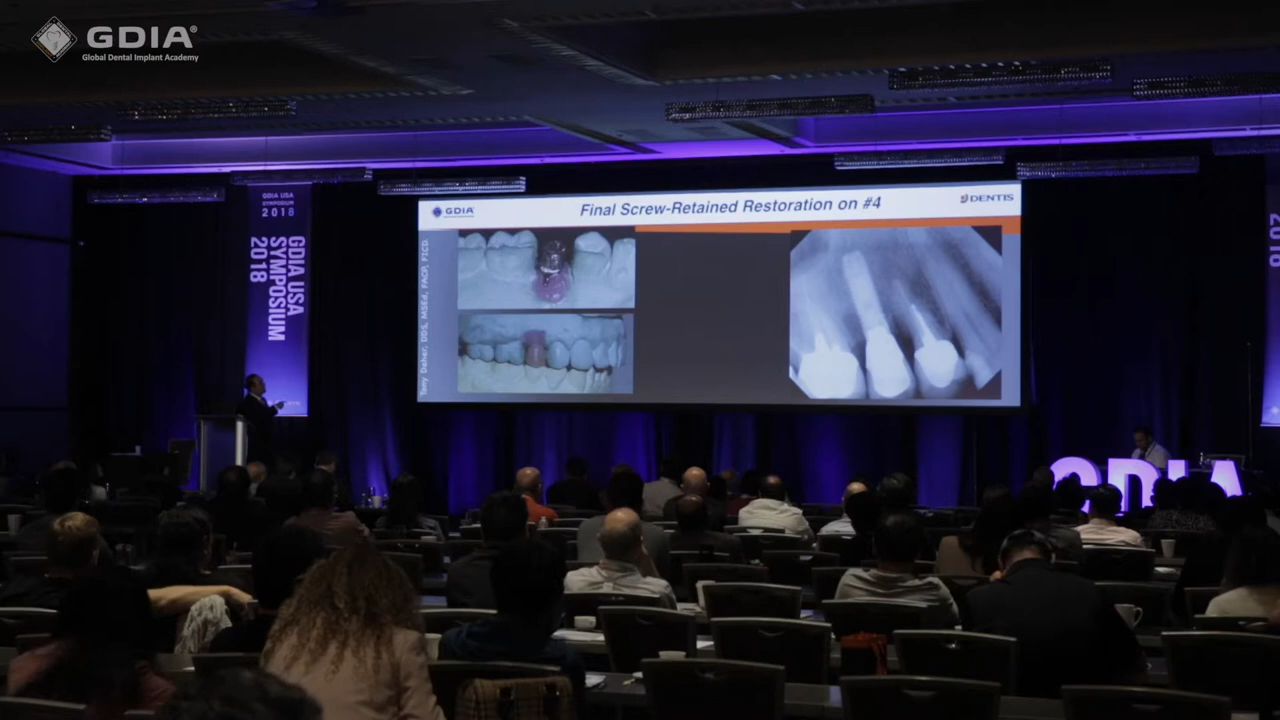 GDIA®
Global Dental Implant Academy
GDIA USA
SYMPOSIUM
2018
GDIA USA
SYMPOSIUM
2018
GDIA
Final Screw-Retained Restoration on #4
DENTIS
Tony Daher, DDS, MSEd, FACP, FICD.
GDIA